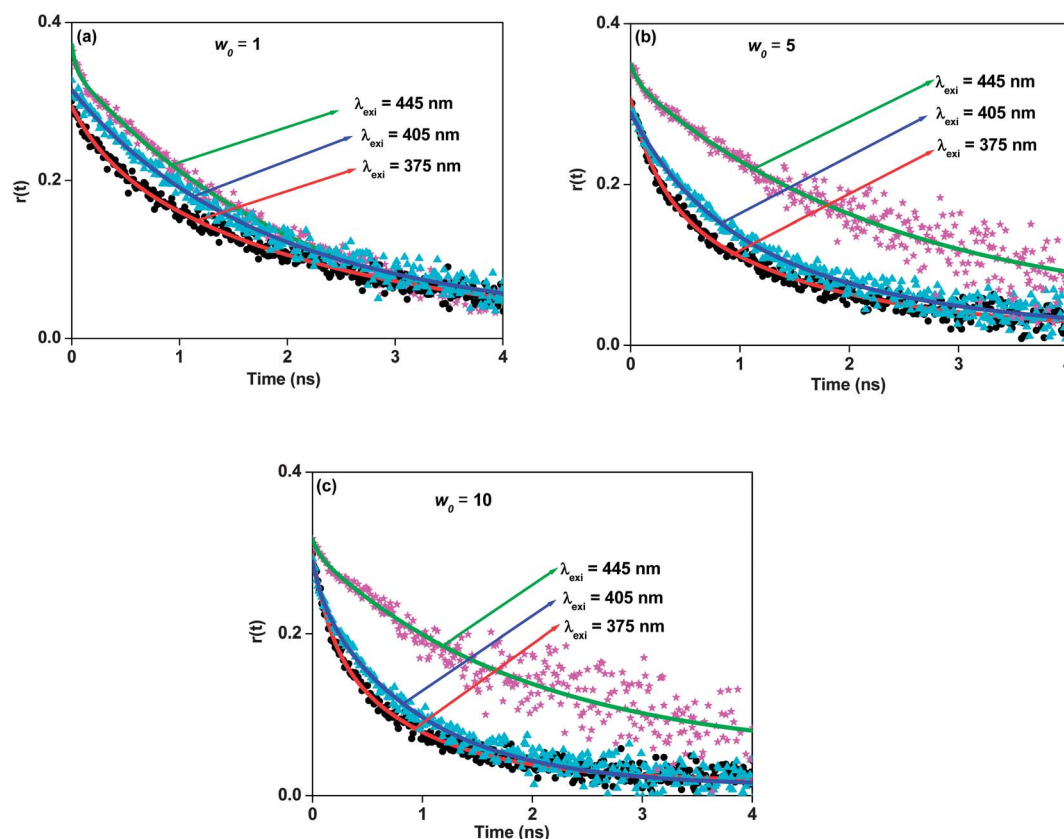 (a)
w0 = 1
λexi = 445 nm
λexi = 405 nm
λexi = 375 nm
r(t)
0.4
0.2
0.0
0 1 2 3 4
Time (ns)
(b)
w0 = 5
λexi = 445 nm
λexi = 405 nm
λexi = 375 nm
r(t)
0.4
0.2
0.0
0 1 2 3
Time (ns)
(c)
w0 = 10
λexi = 445 nm
λexi = 405 nm
λexi = 375 nm
r(t)
0.4
0.2
0.0
0 1 2 3 4
Time (ns)